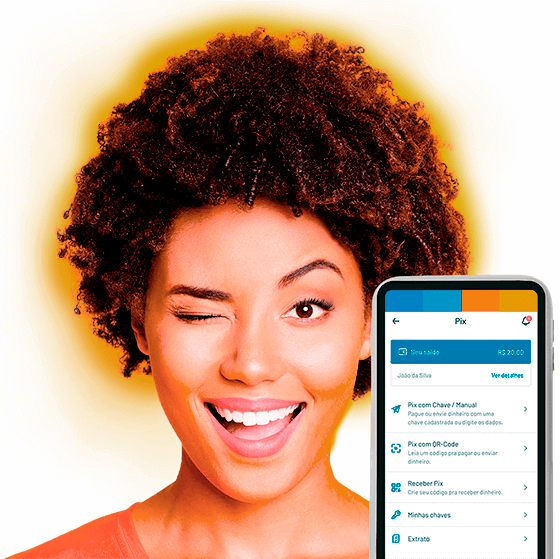 Pix
Seu saldo
R$ 20,00
João da Silva
Ver detalhes
Pix com Chave / Manual
Pague ou envie dinheiro com uma
chave cadastrada ou digite os dados.
Pix com QR-Code
Leia um código pra pagar ou enviar
dinheiro.
Receber Pix
Crie seu código pra receber dinheiro.
Minhas chaves
Extrato